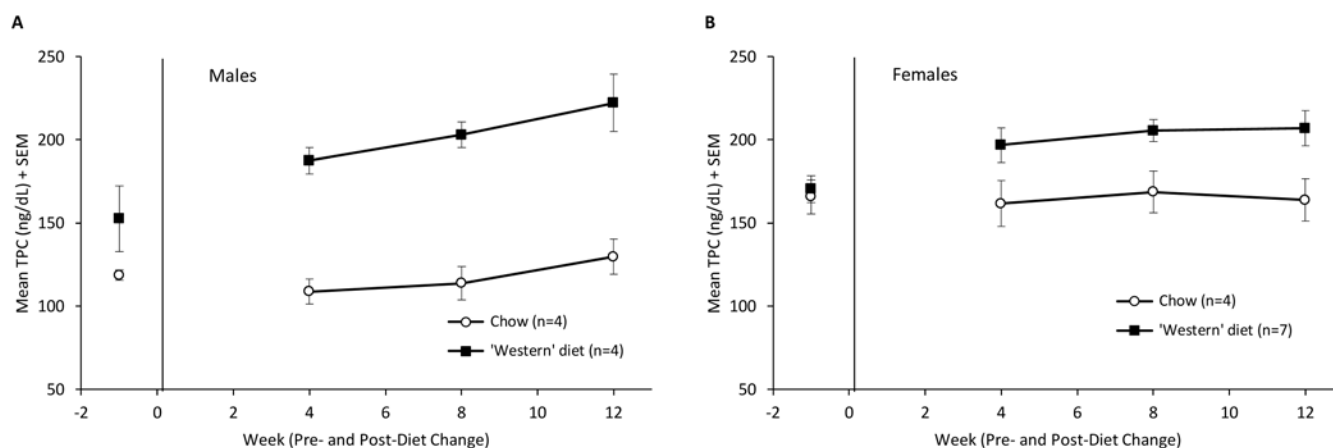 A
Males
Mean TPC (ng/dL) + SEM
250
200
150
100
50
-2
0
2
4
6
8
10
12
Week (Pre- and Post-Diet Change)
Chow (n=4)
'Western' diet (n=4)
B
Females
Mean TPC (ng/dL) + SEM
250
200
150
100
50
-2
0
2
4
6
8
10
12
Week (Pre- and Post-Diet Change)
Chow (n=4)
'Western' diet (n=7)